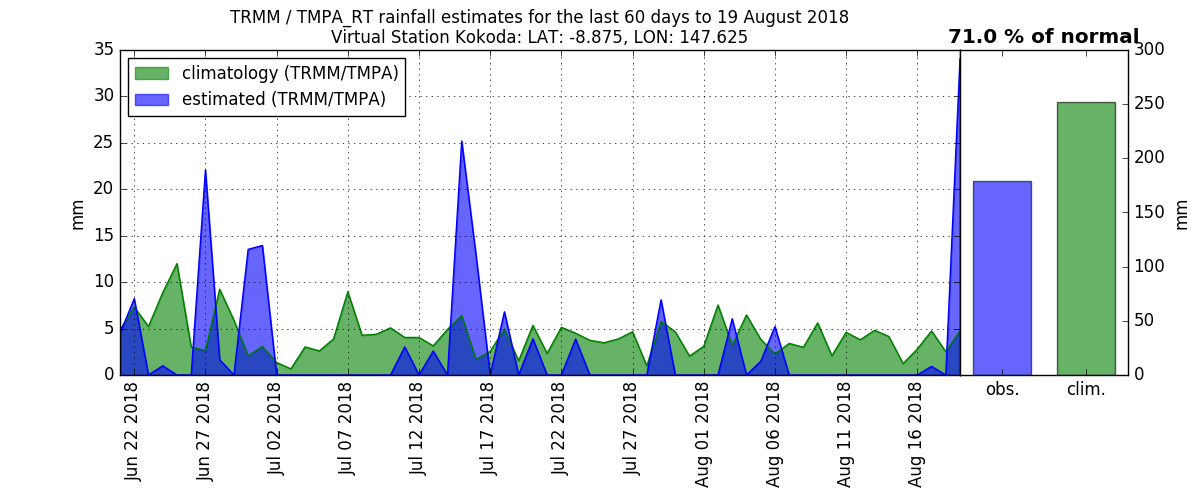 TRMM / TMPA_RT rainfall estimates for the last 60 days to 19 August 2018
Virtual Station Kokoda: LAT: -8.875, LON: 147.625
71.0 % of normal
climatology (TRMM/TMPA)
estimated (TRMM/TMPA)
35
30
25
20
15
10
5
0
mm
Jun 22 2018
Jun 27 2018
Jul 02 2018
Jul 07 2018
Jul 12 2018
Jul 17 2018
Jul 22 2018
Jul 27 2018
Aug 01 2018
Aug 06 2018
Aug 11 2018
Aug 16 2018
obs.
clim.
300
250
200
150
100
50
0
mm